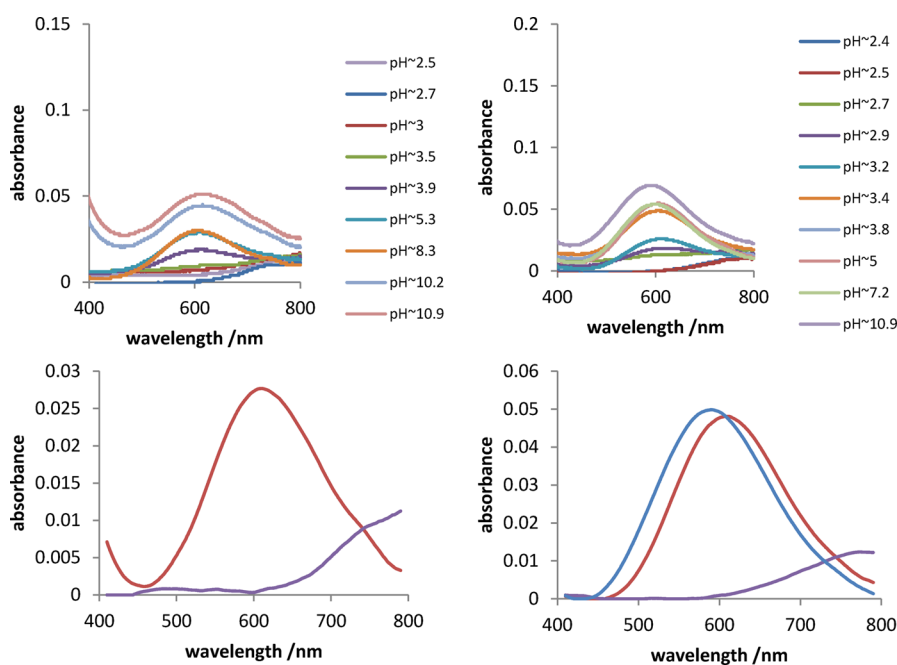 0.15
0.1
0.05
0
400
600
800
absorbance
wavelength /nm
pH~2.5
pH~2.7
pH~3
pH~3.5
pH~3.9
pH~5.3
pH~8.3
pH~10.2
pH~10.9
0.2
0.15
0.1
0.05
0
400
600
800
absorbance
wavelength /nm
pH~2.4
pH~2.5
pH~2.7
pH~2.9
pH~3.2
pH~3.4
pH~3.8
pH~5
pH~7.2
pH~10.9
0.03
0.025
0.02
0.015
0.01
0.005
0
400
500
600
700
800
absorbance
wavelength /nm
0.06
0.05
0.04
0.03
0.02
0.01
0
400
500
600
700
800
absorbance
wavelength /nm